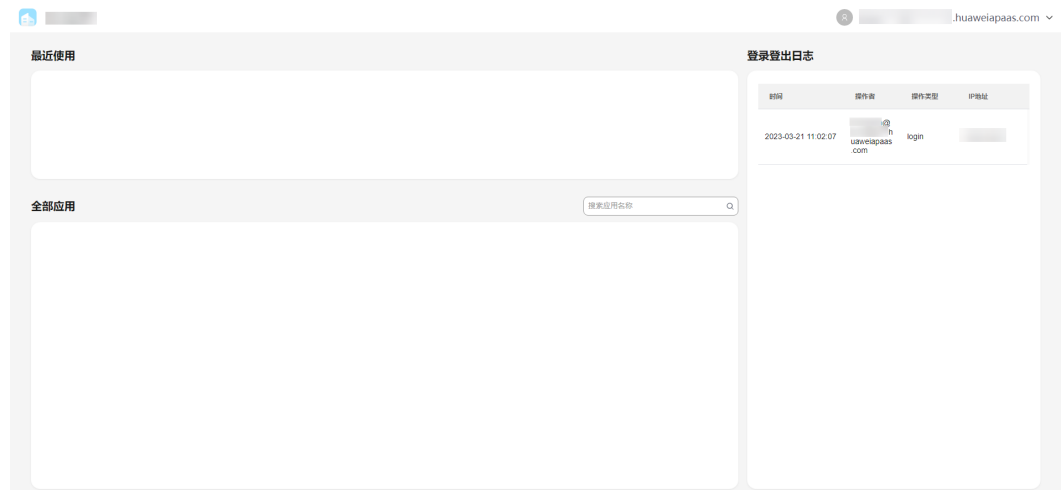 .huaweiapaas.com
最近使用
登录登出日志
时间 操作者 操作类型 IP地址
@
h
2023-03-21 11:02:07 uaweiapaas login
.com
全部应用
搜索应用名称